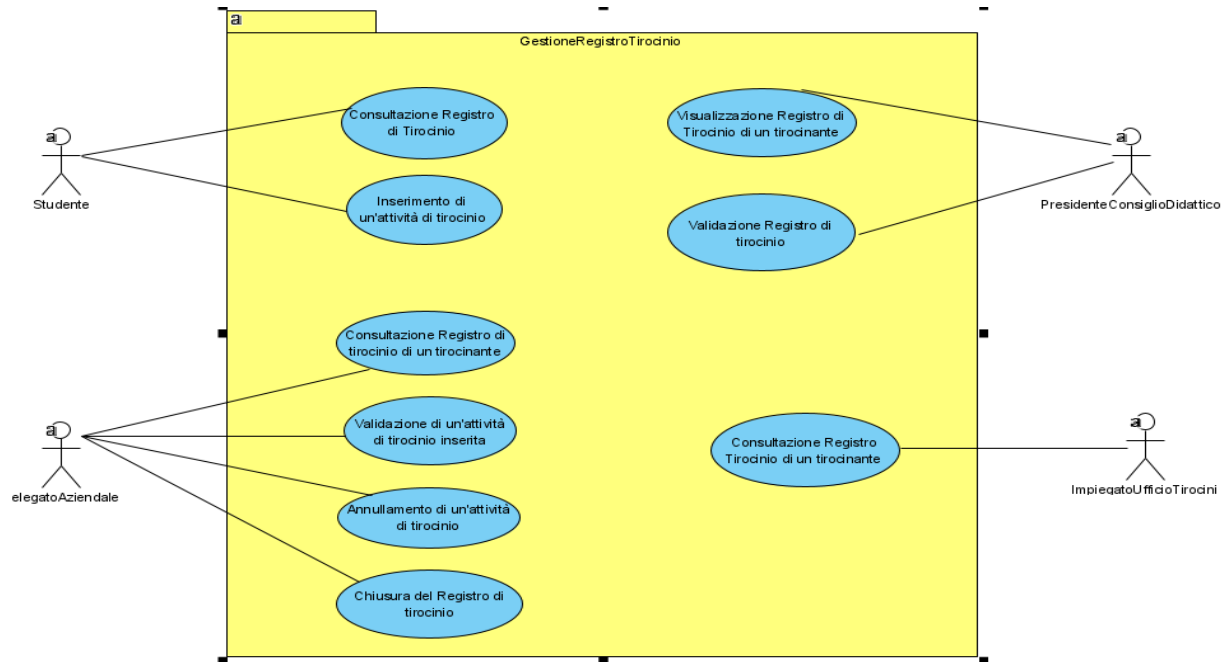 a
GestioneRegistroTirocinio
Consultazione Registro
di Tirocinio
Visualizzazione Registro di
Tirocinio di un tirocinante
a
Studente
a
PresidenteConsiglioDidattico
Inserimento di
un'attività di tirocinio
Validazione Registro di
tirocinio
Consultazione Registro di
tirocinio di un tirocinante
a
elegatoAziendale
Validazione di un'attività
di tirocinio inserita
Consultazione Registro
Tirocinio di un tirocinante
a
ImpiegatoUfficioTirocini
Annullamento di un'attività
di tirocinio
Chiusura del Registro di
tirocinio